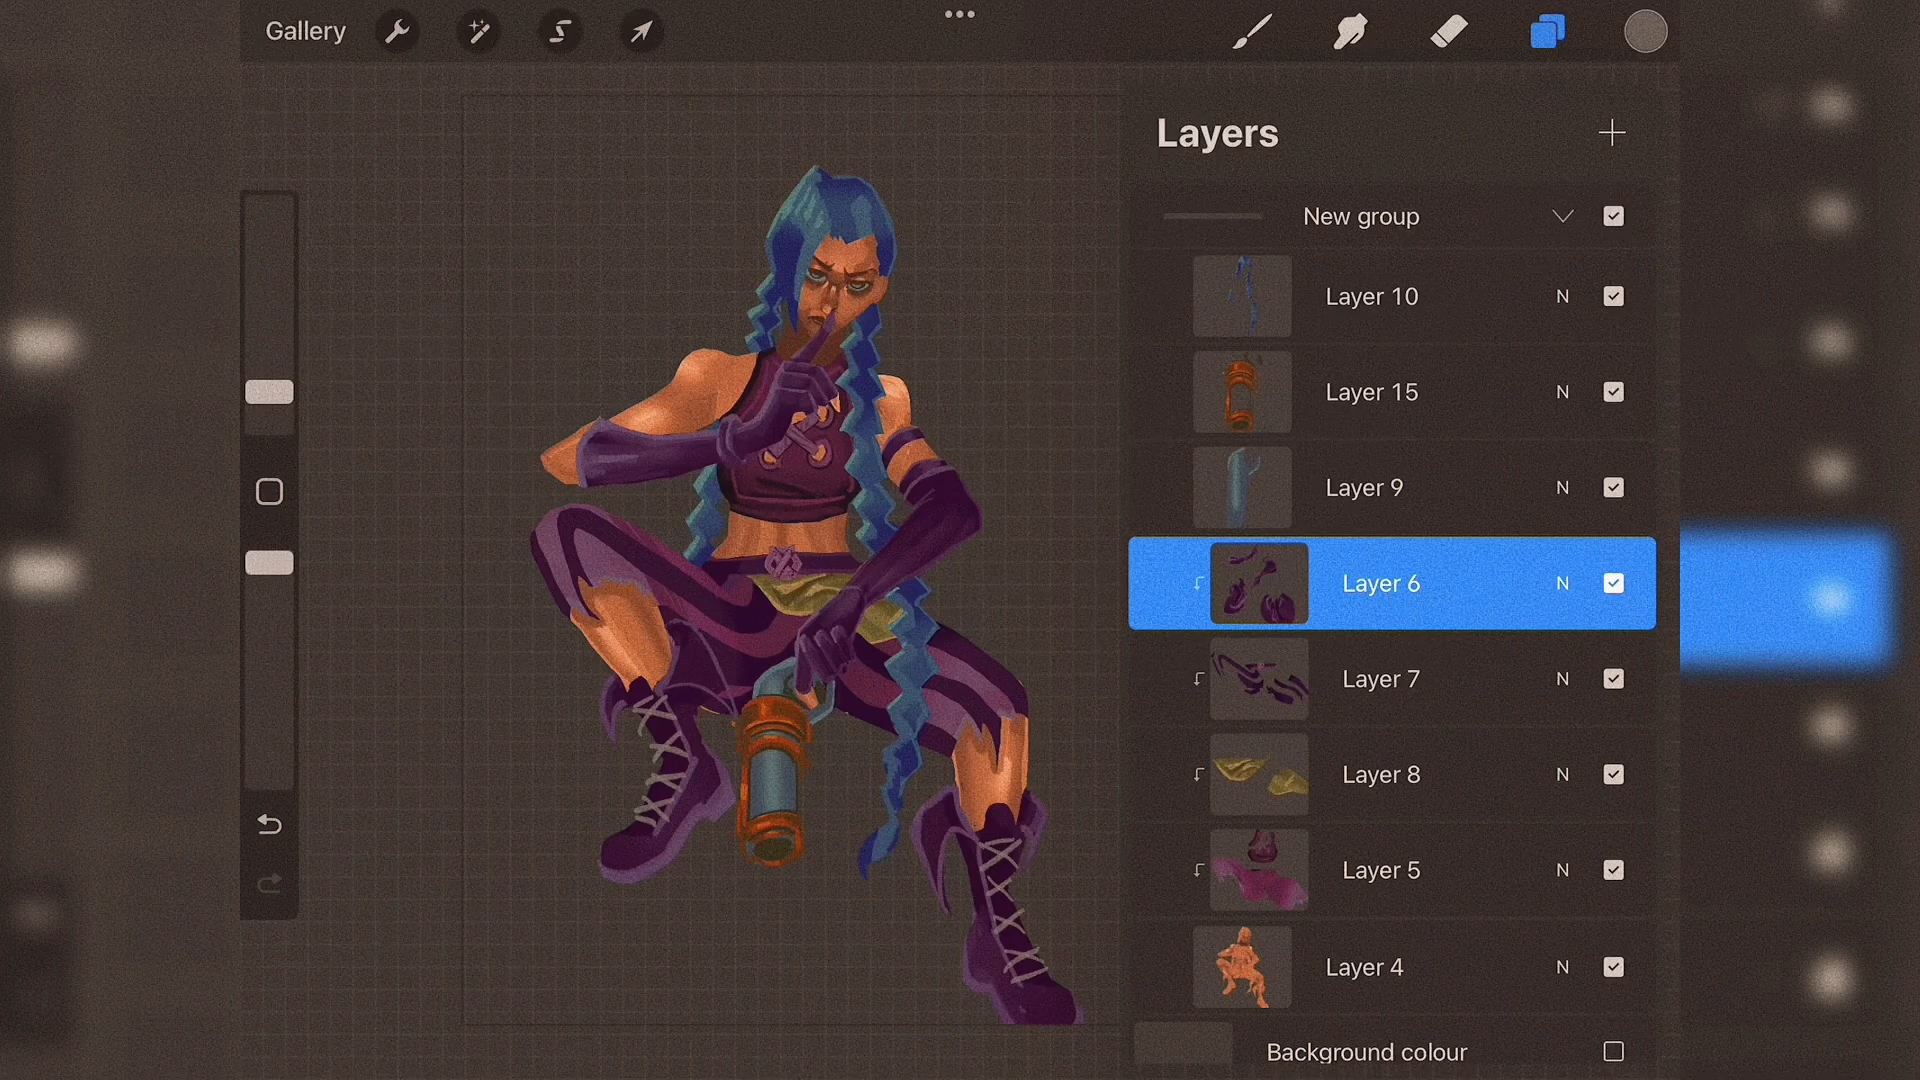 Gallery
Layers
New group
Layer 10 N
Layer 15 N
Layer 9 N
Layer 6 N
Layer 7 N
Layer 8 N
Layer 5 N
Layer 4 N
Background colour